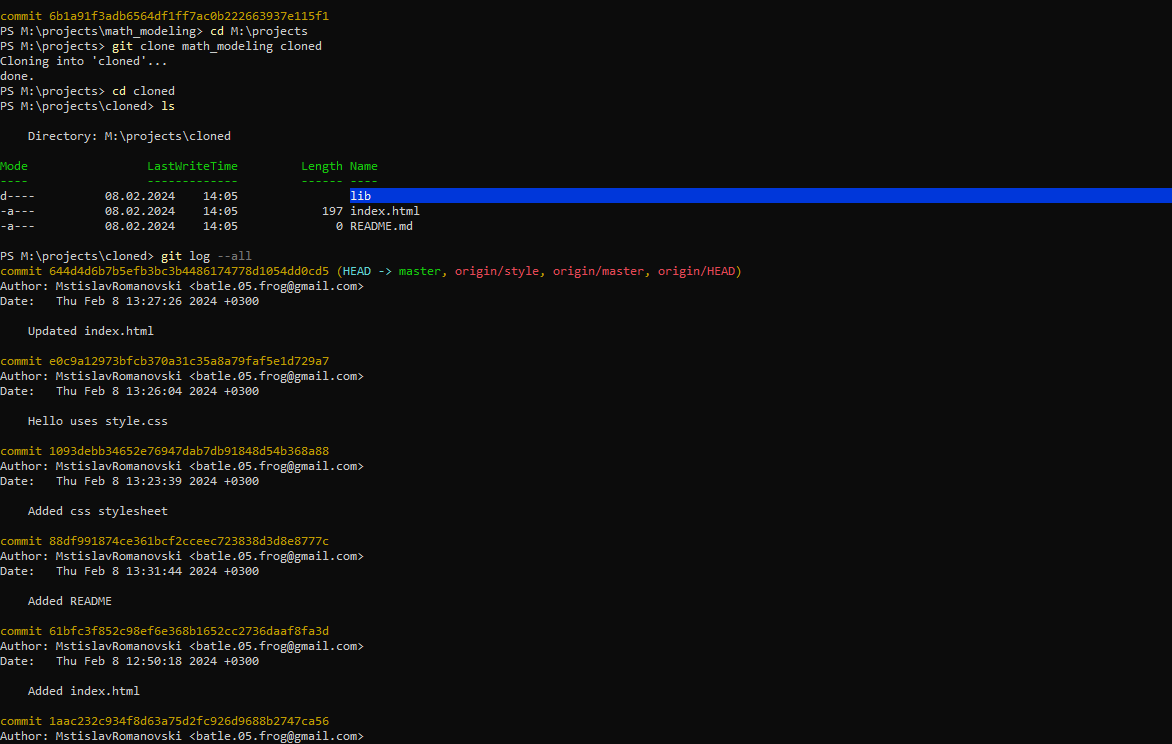 commit 6b1a91f3adb6564df1ff7ac0b222663937e115f1
PS M:\projects\math_modeling> cd M:\projects
PS M:\projects> git clone math_modeling cloned
Cloning into 'cloned'...
done.
PS M:\projects> cd cloned
PS M:\projects\cloned> ls
Directory: M:\projects\cloned
Mode LastWriteTime Length Name
---- ------------- ------ ----
d---- 08.02.2024 14:05 lib
-a--- 08.02.2024 14:05 197 index.html
-a--- 08.02.2024 14:05 0 README.md
PS M:\projects\cloned> git log --all
commit 644d4d6b7b5efb3bc3b4486174778d1054dd0cd5 (HEAD -> master, origin/style, origin/master, origin/HEAD)
Author: MstislavRomanovski <batle.05.frog@gmail.com>
Date: Thu Feb 8 13:27:26 2024 +0300
Updated index.html
commit e0c9a12973bfcb370a31c35a8a79faf5e1d729a7
Author: MstislavRomanovski <batle.05.frog@gmail.com>
Date: Thu Feb 8 13:26:04 2024 +0300
Hello uses style.css
commit 1093debb34652e76947dab7db91848d54b368a88
Author: MstislavRomanovski <batle.05.frog@gmail.com>
Date: Thu Feb 8 13:23:39 2024 +0300
Added css stylesheet
commit 88df991874ce361bcf2cceec723838d3d8e8777c
Author: MstislavRomanovski <batle.05.frog@gmail.com>
Date: Thu Feb 8 13:31:44 2024 +0300
Added README
commit 61bfc3f852c98ef6e368b1652cc2736daaf8fa3d
Author: MstislavRomanovski <batle.05.frog@gmail.com>
Date: Thu Feb 8 12:50:18 2024 +0300
Added index.html
commit 1aac232c934f8d63a75d2fc926d9688b2747ca56
Author: MstislavRomanovski <batle.05.frog@gmail.com>